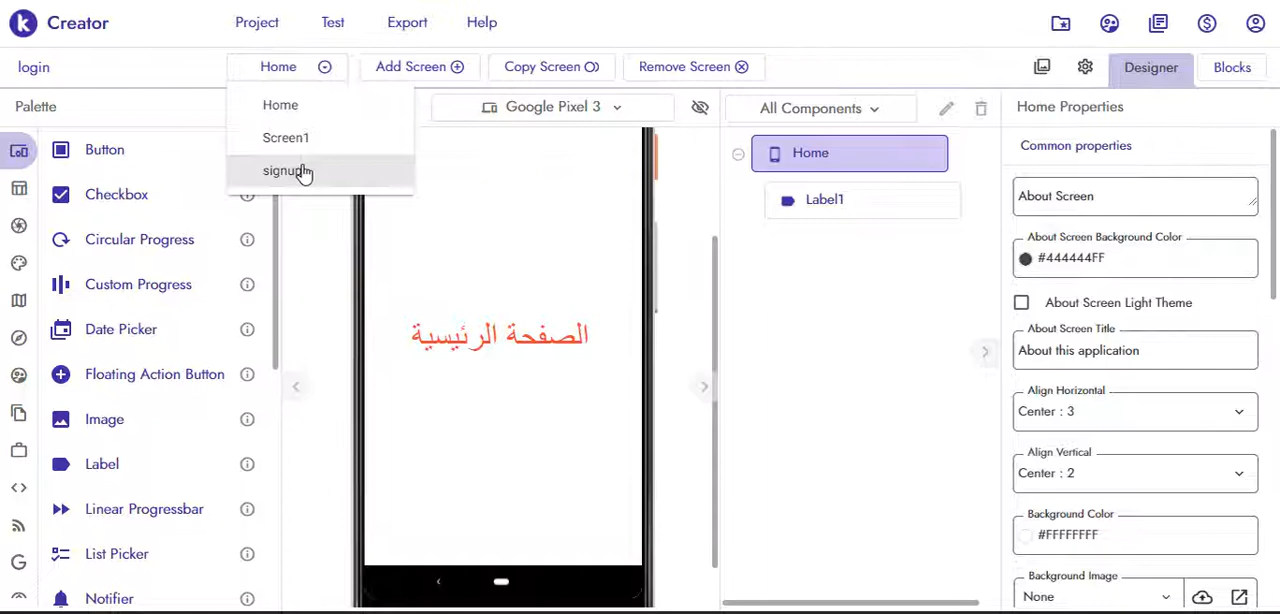 Creator
Project
Test
Export
Help
login
Home
Add Screen
Copy Screen
Remove Screen
Designer
Blocks
Home
Screen1
signup
Palette
Google Pixel 3
All Components
Home Properties
Button
Checkbox
Circular Progress
Custom Progress
Date Picker
Floating Action Button
Image
Label
Linear Progressbar
List Picker
Notifier
الصفحة الرئيسية
Home
Label1
Common properties
About Screen
About Screen Background Color
#444444FF
About Screen Light Theme
About Screen Title
About this application
Align Horizontal
Center : 3
Align Vertical
Center : 2
Background Color
#FFFFFFFF
Background Image
None